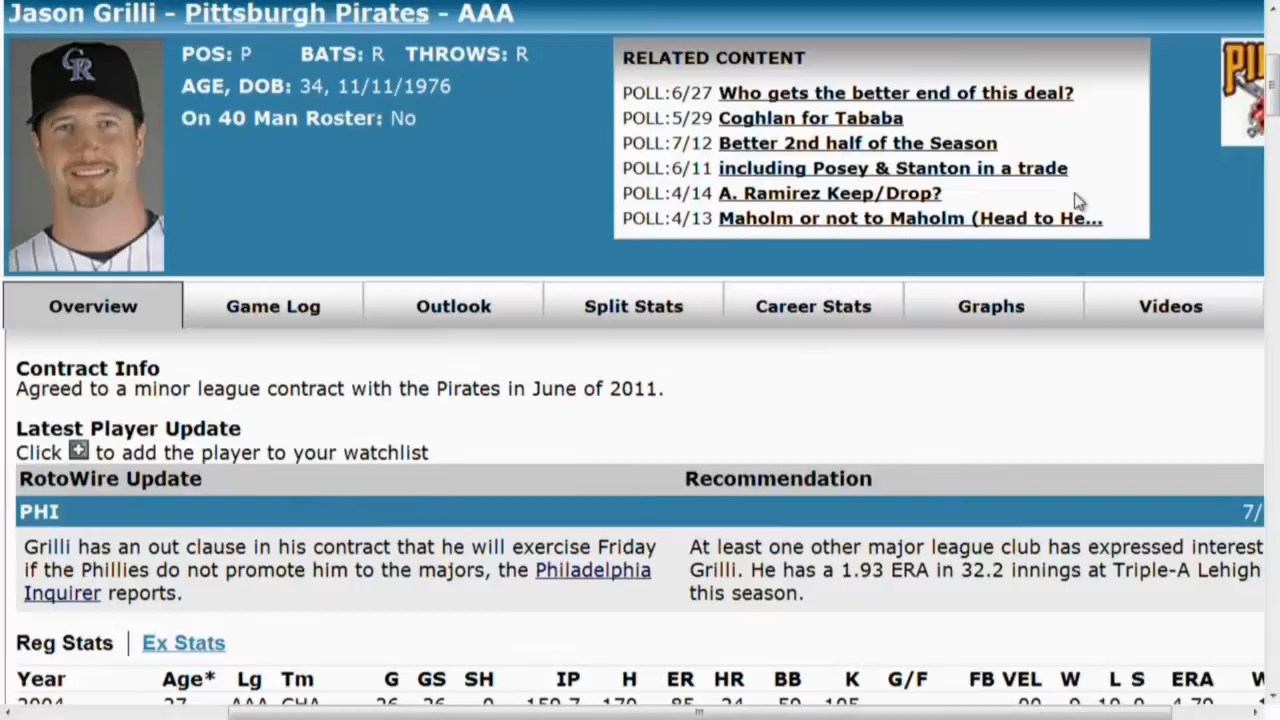 Jason Grilli - Pittsburgh Pirates - AAA
POS: P BATS: R THROWS: R
AGE, DOB: 34, 11/11/1976
On 40 Man Roster: No
RELATED CONTENT
POLL:6/27 Who gets the better end of this deal?
POLL:5/29 Coghlan for Tababa
POLL:7/12 Better 2nd half of the Season
POLL:6/11 including Posey & Stanton in a trade
POLL:4/14 A. Ramirez Keep/Drop?
POLL:4/13 Maholm or not to Maholm (Head to He...
CR
Overview Game Log Outlook Split Stats Career Stats Graphs Videos
Contract Info
Agreed to a minor league contract with the Pirates in June of 2011.
Latest Player Update
Click to add the player to your watchlist
RotoWire Update Recommendation
PHI 7/
Grilli has an out clause in his contract that he will exercise Friday
if the Phillies do not promote him to the majors, the Philadelphia
Inquirer reports.
At least one other major league club has expressed interest
Grilli. He has a 1.93 ERA in 32.2 innings at Triple-A Lehigh
this season.
Reg Stats | Ex Stats
Year Age* Lg Tm G GS SH IP H ER HR BB K G/F FB VEL W L S ERA